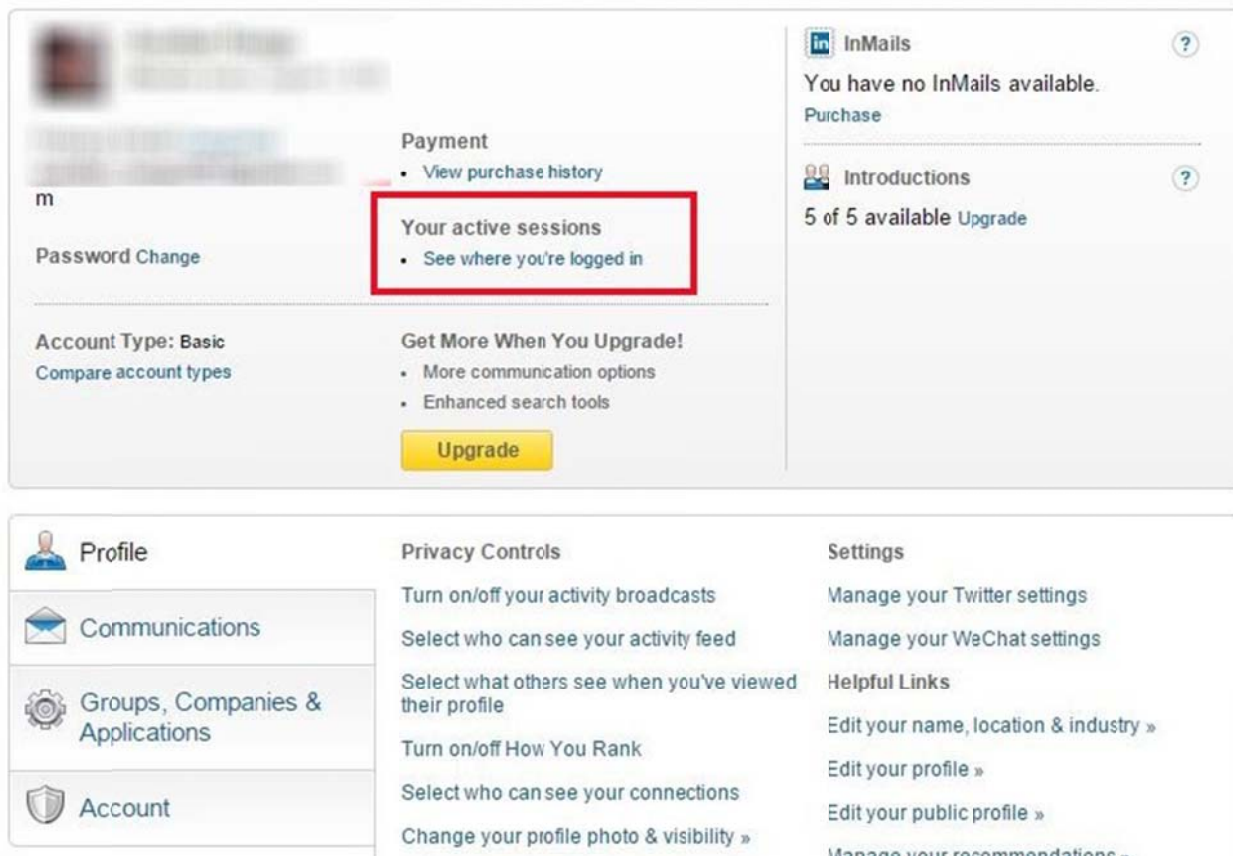 m
Password Change
Payment
• View purchase history
Your active sessions
• See where you're logged in
Account Type: Basic
Compare account types
Get More When You Upgrade!
• More communcation options
• Enhanced search tools
Upgrade
in InMails ?
You have no InMails available.
Purchase
Introductions ?
5 of 5 available Upgrade
Profile
Communications
Groups, Companies &
Applications
Account
Privacy Controls
Turn on/off your activity broadcasts
Select who can see your activity feed
Select what others see when you've viewed
their profile
Turn on/off How You Rank
Select who can see your connections
Change your profile photo & visibility »
Settings
Manage your Twitter settings
Manage your WeChat settings
Helpful Links
Edit your name, location & industry »
Edit your profile »
Edit your public profile »
Manage your recommendations »